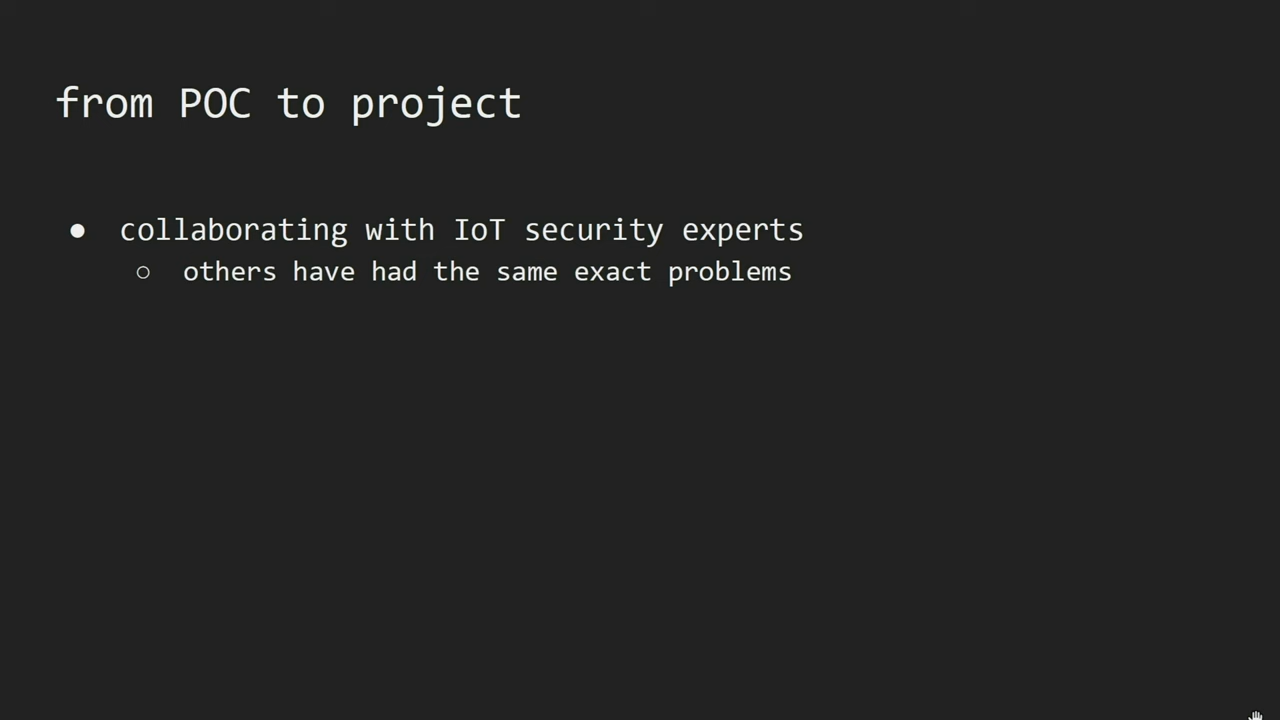 from POC to project
● collaborating with IoT security experts
○ others have had the same exact problems